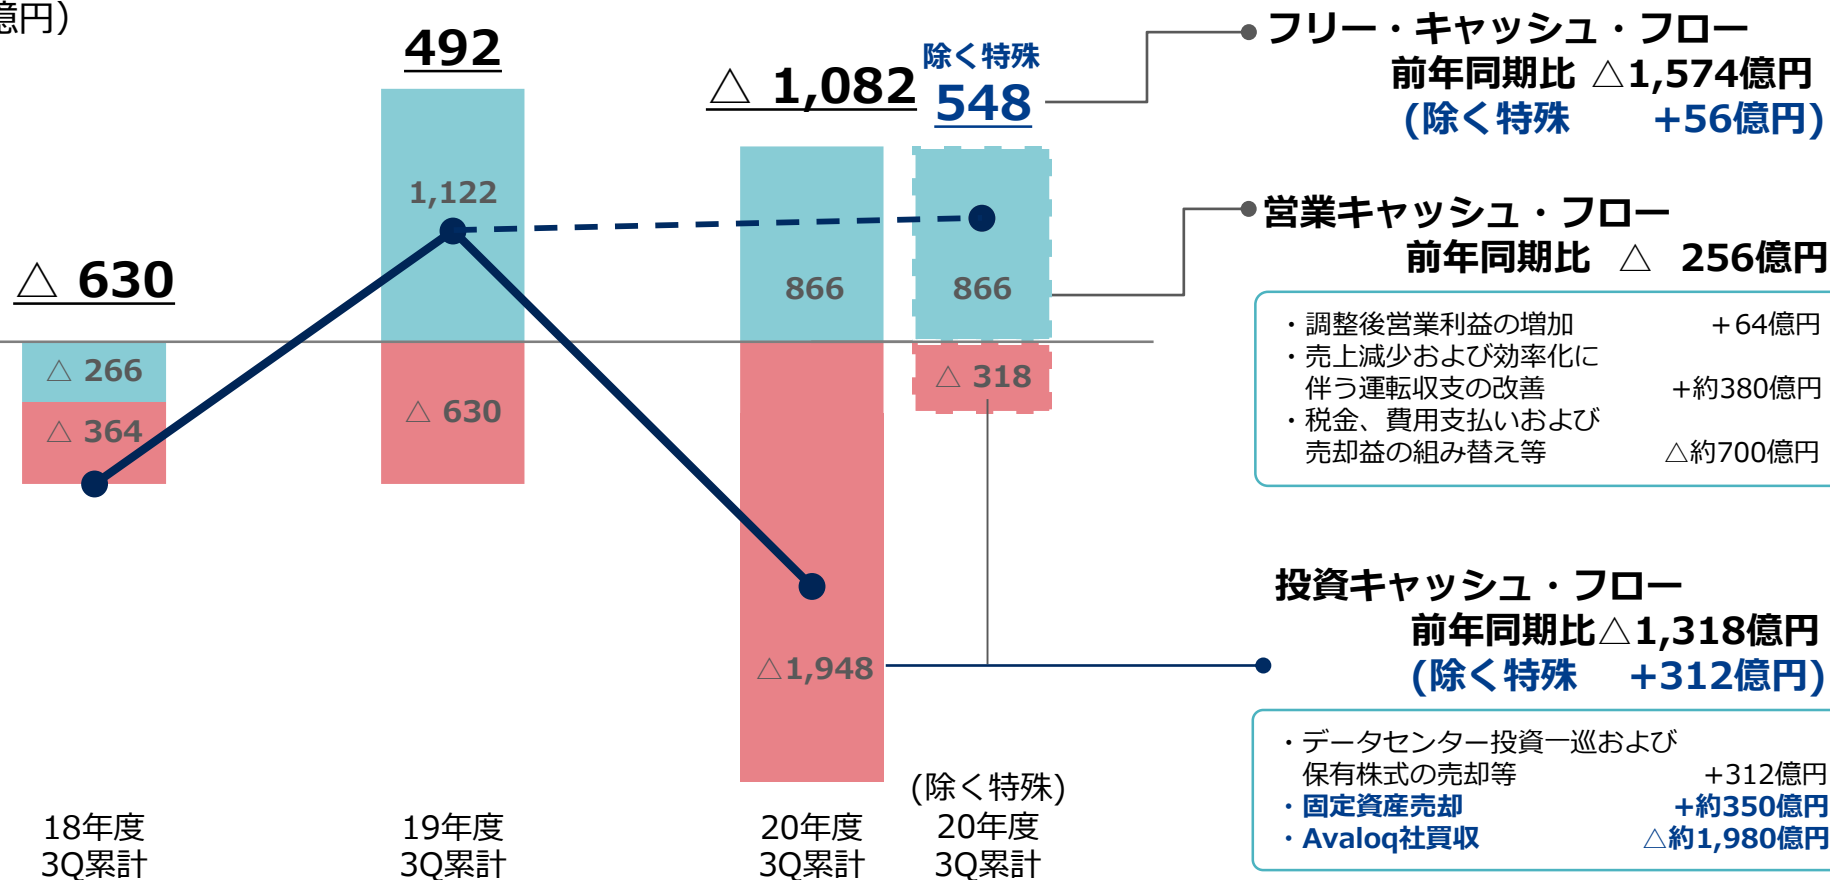 億円)
△ 630
492
△ 1,082
除く特殊
548
△ 266
△ 364
1,122
△ 630
866
△1,948
866
△ 318
18年度
3Q累計
19年度
3Q累計
20年度
3Q累計
(除く特殊)
20年度
3Q累計
フリー・キャッシュ・フロー
前年同期比 △1,574億円
(除く特殊 +56億円)
営業キャッシュ・フロー
前年同期比 △ 256億円
・調整後営業利益の増加 +64億円
・売上減少および効率化に
伴う運転収支の改善 +約380億円
・税金、費用支払いおよび
売却益の組み替え等 △約700億円
投資キャッシュ・フロー
前年同期比△1,318億円
(除く特殊 +312億円)
・データセンター投資一巡および
保有株式の売却等 +312億円
・固定資産売却 +約350億円
・Avaloq社買収 △約1,980億円